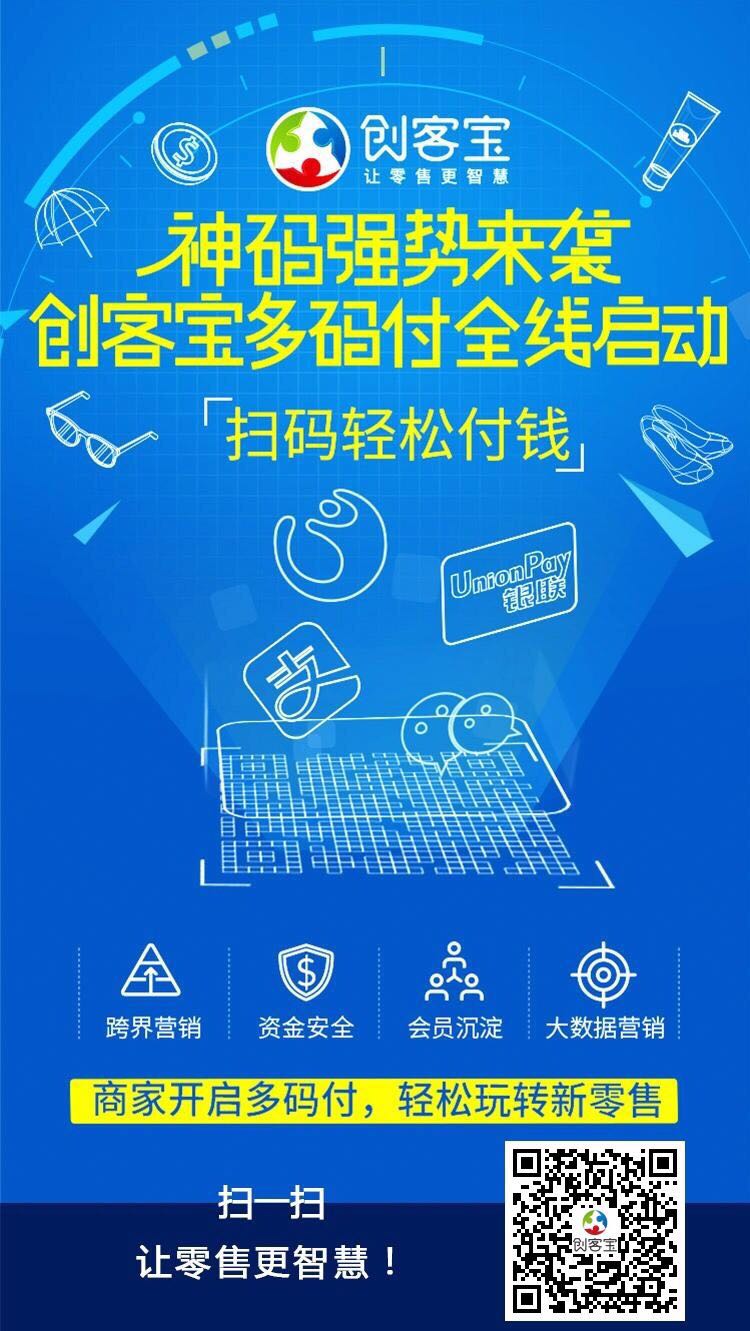 创客宝
让零售更智慧
神码强势来袭
创客宝多码付全线启动
扫码轻松付钱
UnionPay
银联
支
跨界营销
资金安全
会员沉淀
大数据营销
商家开启多码付，轻松玩转新零售
扫一扫
让零售更智慧！
创客宝